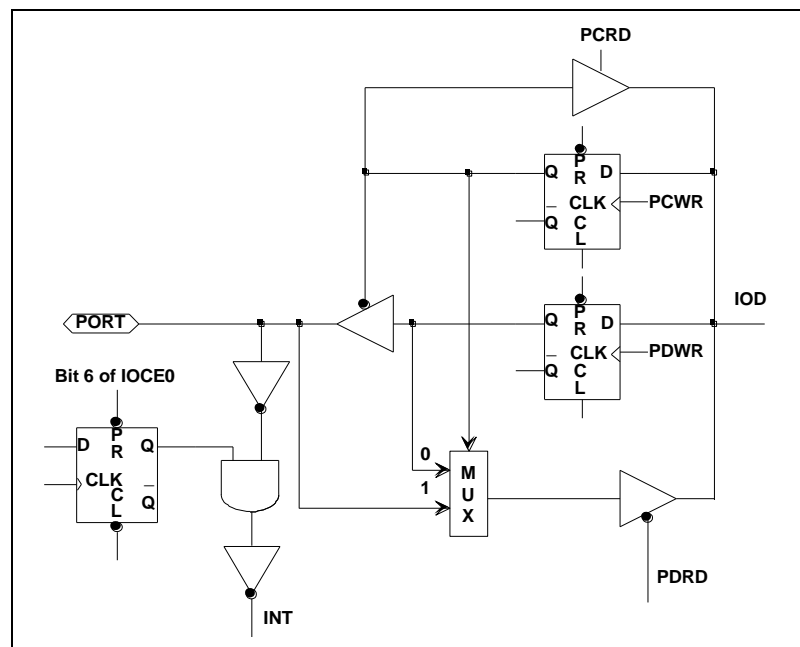 PCRD
P
R
Q
D
CLK
PCWR
_
Q
C
L
IOD
PORT
P
R
Q
D
CLK
PDWR
_
Q
C
L
Bit 6 of IOCE0
P
R
D
Q
CLK
_
Q
C
L
0
1
M
U
X
PDRD
INT